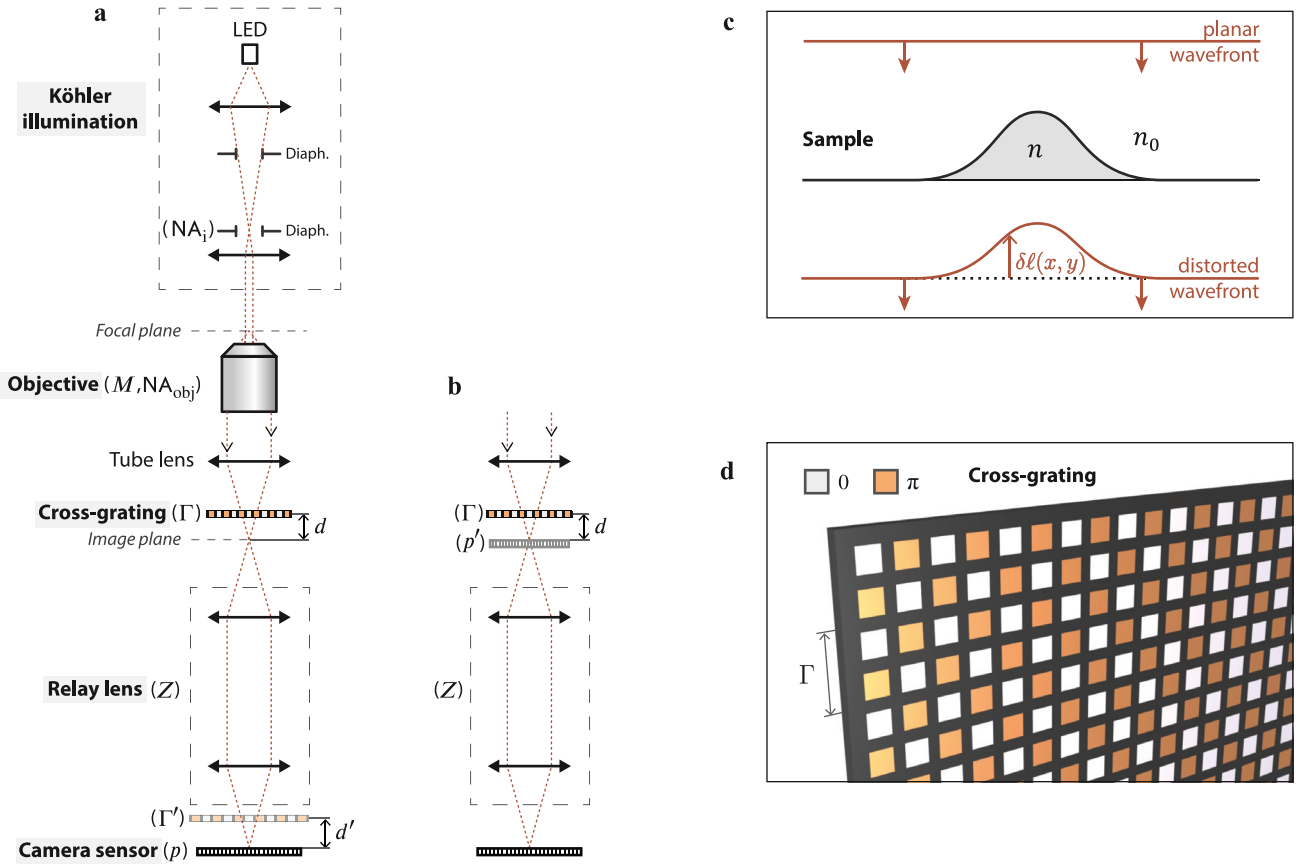 a
LED
Köhler
illumination
Diaph.
(NAi)
Diaph.
Focal plane
Objective (M, NAobj)
Tube lens
Cross-grating (Γ)
d
Image plane
Relay lens (Z)
(Γ′)
d′
Camera sensor (p)
b
(Γ)
d
(p′)
(Z)
c
planar
wavefront
Sample
n
n0
δℓ(x, y)
distorted
wavefront
d
0
π
Cross-grating
Γ